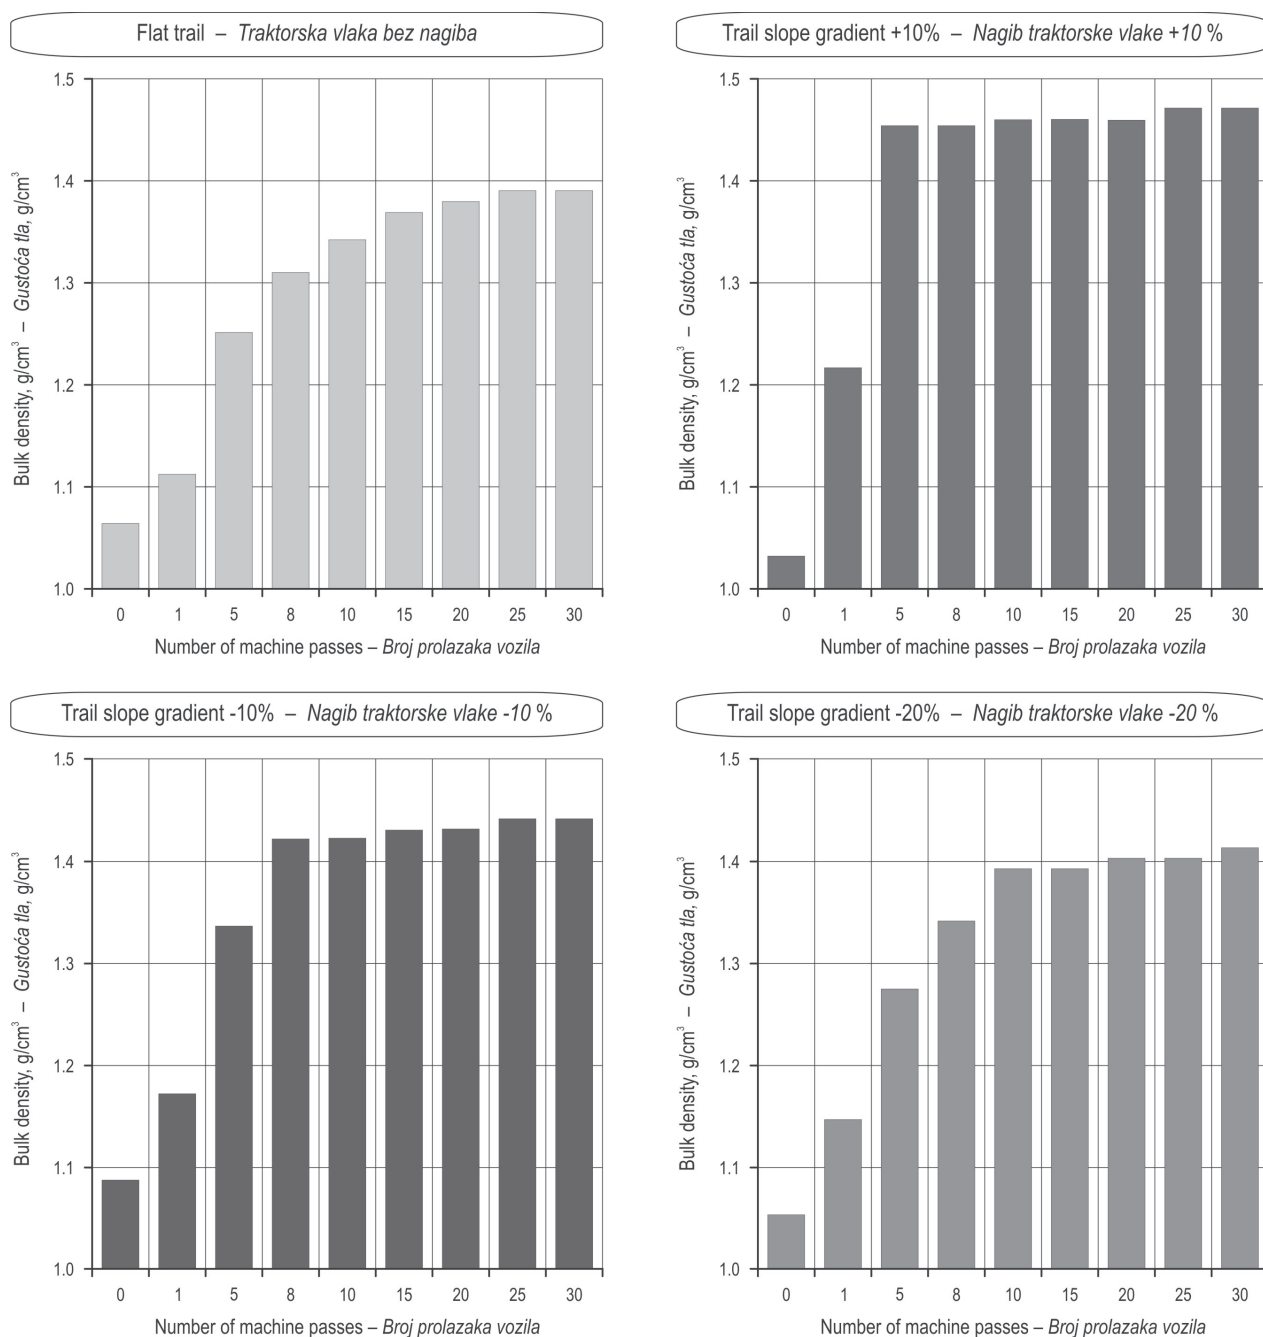 Flat trail – Traktorska vlaka bez nagiba
Bulk density, g/cm³ – Gustoća tla, g/cm³
1.5
1.4
1.3
1.2
1.1
1.0
0 1 5 8 10 15 20 25 30
Number of machine passes – Broj prolazaka vozila
Trail slope gradient +10% – Nagib traktorske vlake +10 %
Bulk density, g/cm³ – Gustoća tla, g/cm³
1.5
1.4
1.3
1.2
1.1
1.0
0 1 5 8 10 15 20 25 30
Number of machine passes – Broj prolazaka vozila
Trail slope gradient -10% – Nagib traktorske vlake -10 %
Bulk density, g/cm³ – Gustoća tla, g/cm³
1.5
1.4
1.3
1.2
1.1
1.0
0 1 5 8 10 15 20 25 30
Number of machine passes – Broj prolazaka vozila
Trail slope gradient -20% – Nagib traktorske vlake -20 %
Bulk density, g/cm³ – Gustoća tla, g/cm³
1.5
1.4
1.3
1.2
1.1
1.0
0 1 5 8 10 15 20 25 30
Number of machine passes – Broj prolazaka vozila